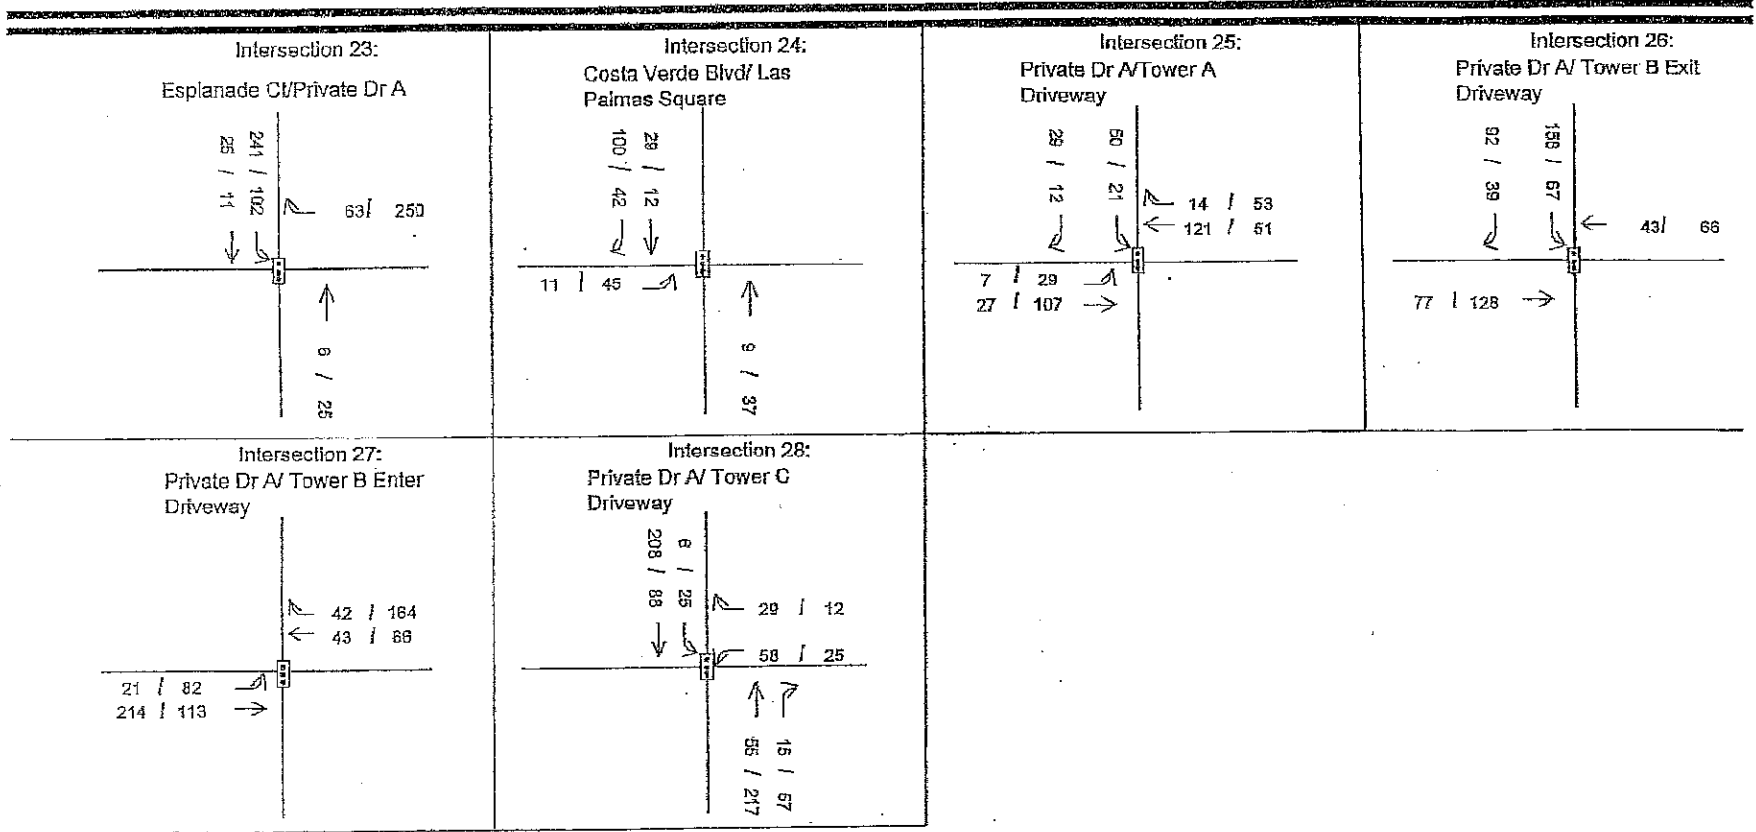 Intersection 23:
Esplanade Ct/Private Dr A
25 / 11
241 / 102
63/ 250
6 / 25
Intersection 24:
Costa Verde Blvd/ Las
Palmas Square
100 / 42
29 / 12
11 / 45
9 / 37
Intersection 25:
Private Dr A/Tower A
Driveway
29 / 12
50 / 21
14 / 53
121 / 51
7 / 29
27 / 107
Intersection 26:
Private Dr A/ Tower B Exit
Driveway
92 / 39
158 / 67
43/ 66
77 / 128
Intersection 27:
Private Dr A/ Tower B Enter
Driveway
42 / 164
43 / 66
21 / 82
214 / 113
Intersection 28:
Private Dr A/ Tower C
Driveway
208 / 88
6 / 25
29 / 12
58 / 25
55 / 217
15 / 57